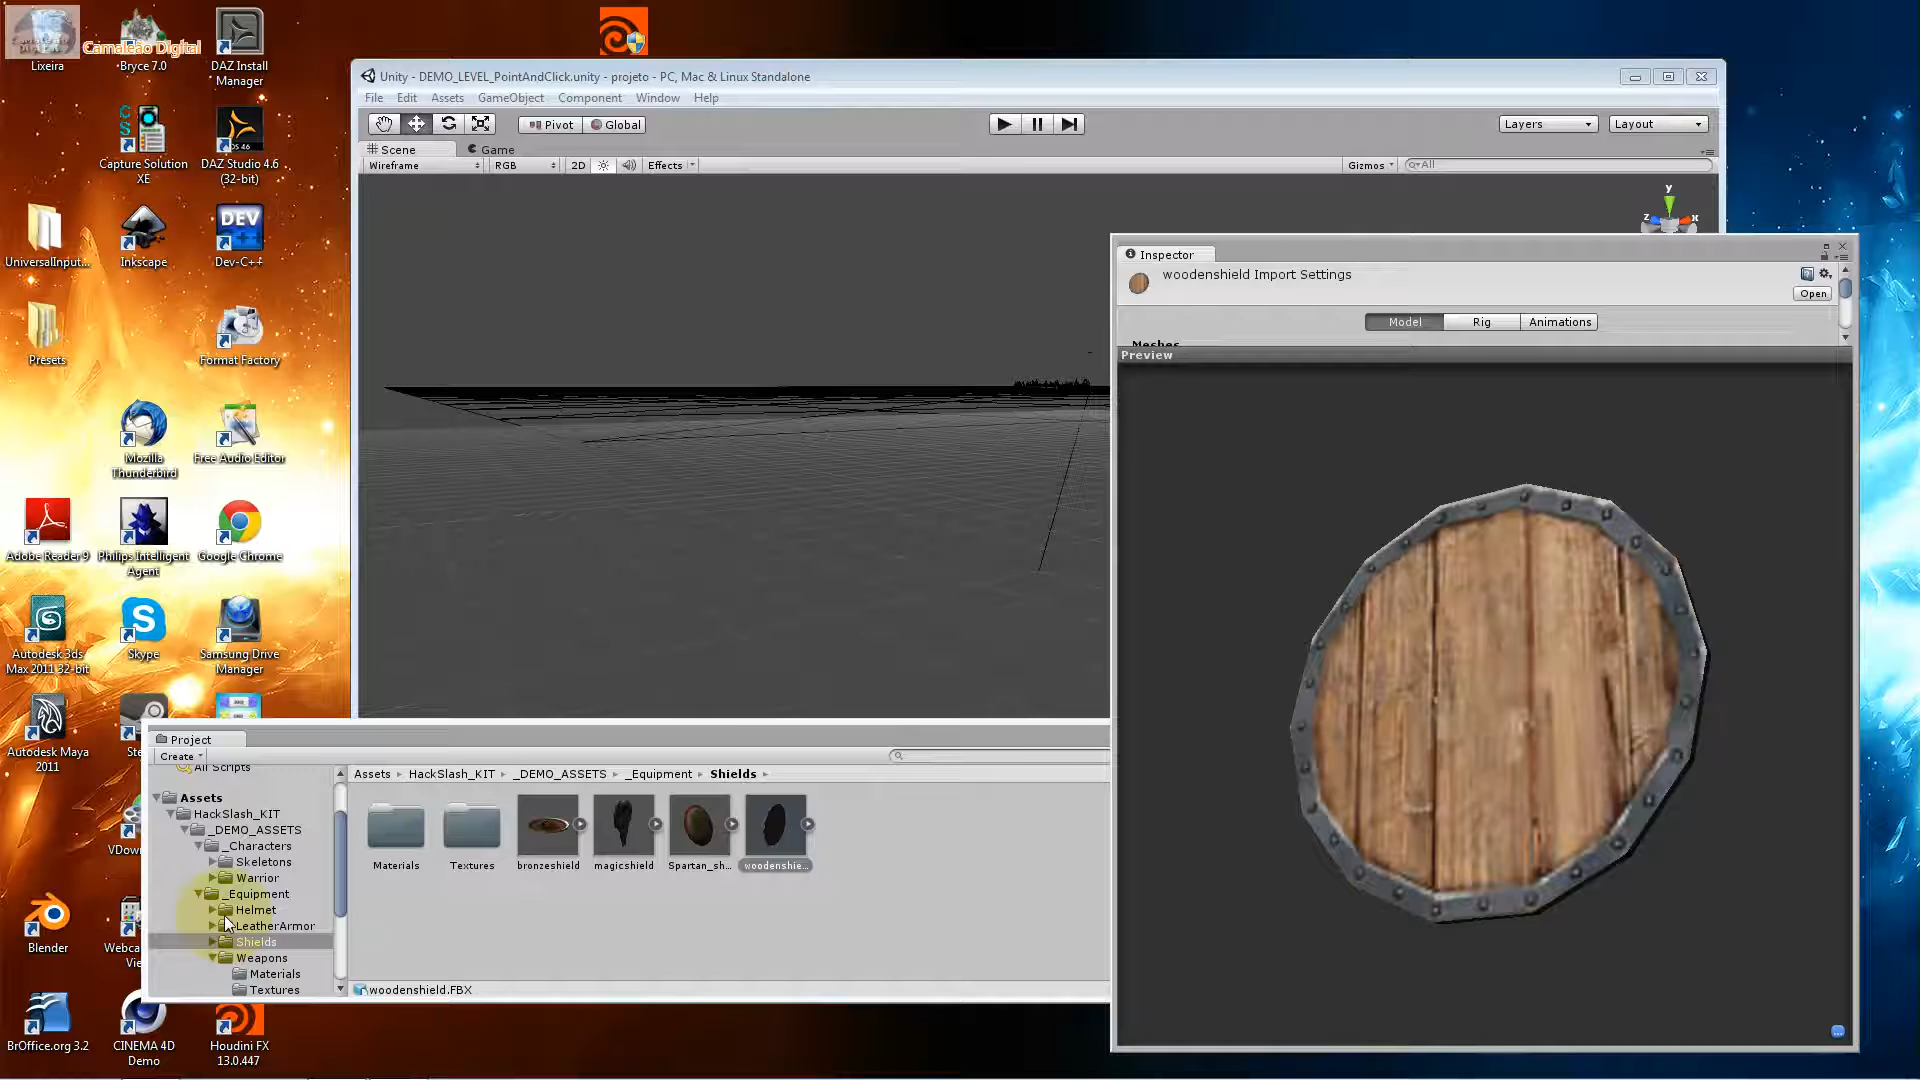 Camaleão Digital
Lixeira
Bryce 7.0
DAZ Install
Manager
Capture Solution
XE
DAZ Studio 4.6
(32-bit)
UniversalInput...
Inkscape
Dev-C++
Presets
Format Factory
Mozilla
Thunderbird
Free Audio Editor
Adobe Reader 9
Philips Intelligent
Agent
Google Chrome
Autodesk 3ds
Max 2011 32-bit
Skype
Samsung Drive
Manager
Autodesk Maya
2011
Blender
BrOffice.org 3.2
CINEMA 4D
Demo
Houdini FX
13.0.447
Unity - DEMO_LEVEL_PointAndClick.unity - projeto - PC, Mac & Linux Standalone
File Edit Assets GameObject Component Window Help
Pivot Global
Layers Layout
Scene Game
Wireframe RGB 2D Effects Gizmos All
y
z x
Inspector
woodenshield Import Settings
Open
Model Rig Animations
Meshes
Preview
Project
Create
All Scripts
Assets
HackSlash_KIT
_DEMO_ASSETS
_Characters
Skeletons
Warrior
_Equipment
Helmet
LeatherArmor
Shields
Weapons
Materials
Textures
Assets HackSlash_KIT _DEMO_ASSETS _Equipment Shields
Materials Textures bronzeshield magicshield Spartan_sh... woodenshie...
woodenshield.FBX